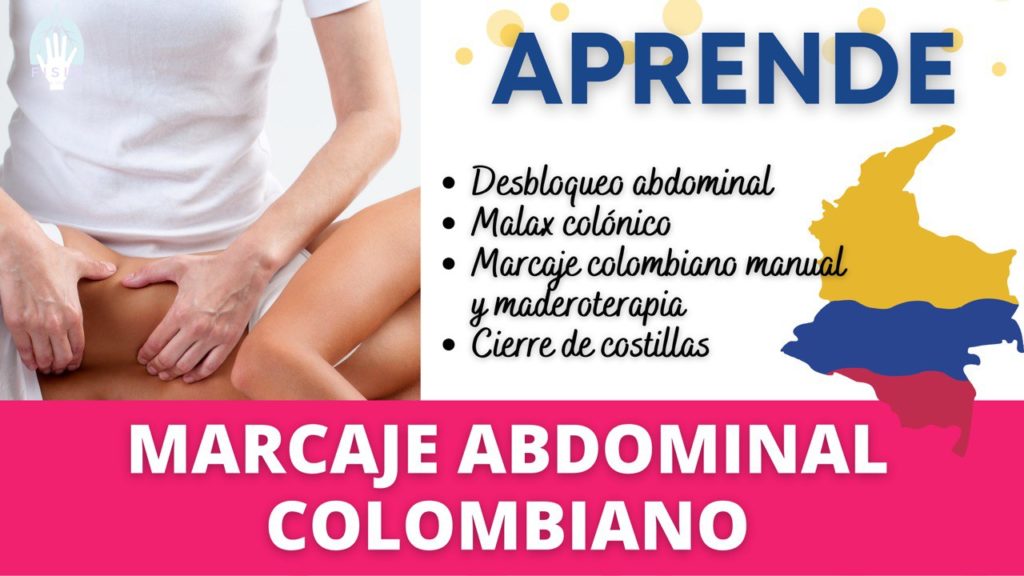 APRENDE
• Desbloqueo abdominal
• Malax colónico
• Marcaje colombiano manual
y maderoterapia
• Cierre de costillas
MARCAJE ABDOMINAL
COLOMBIANO